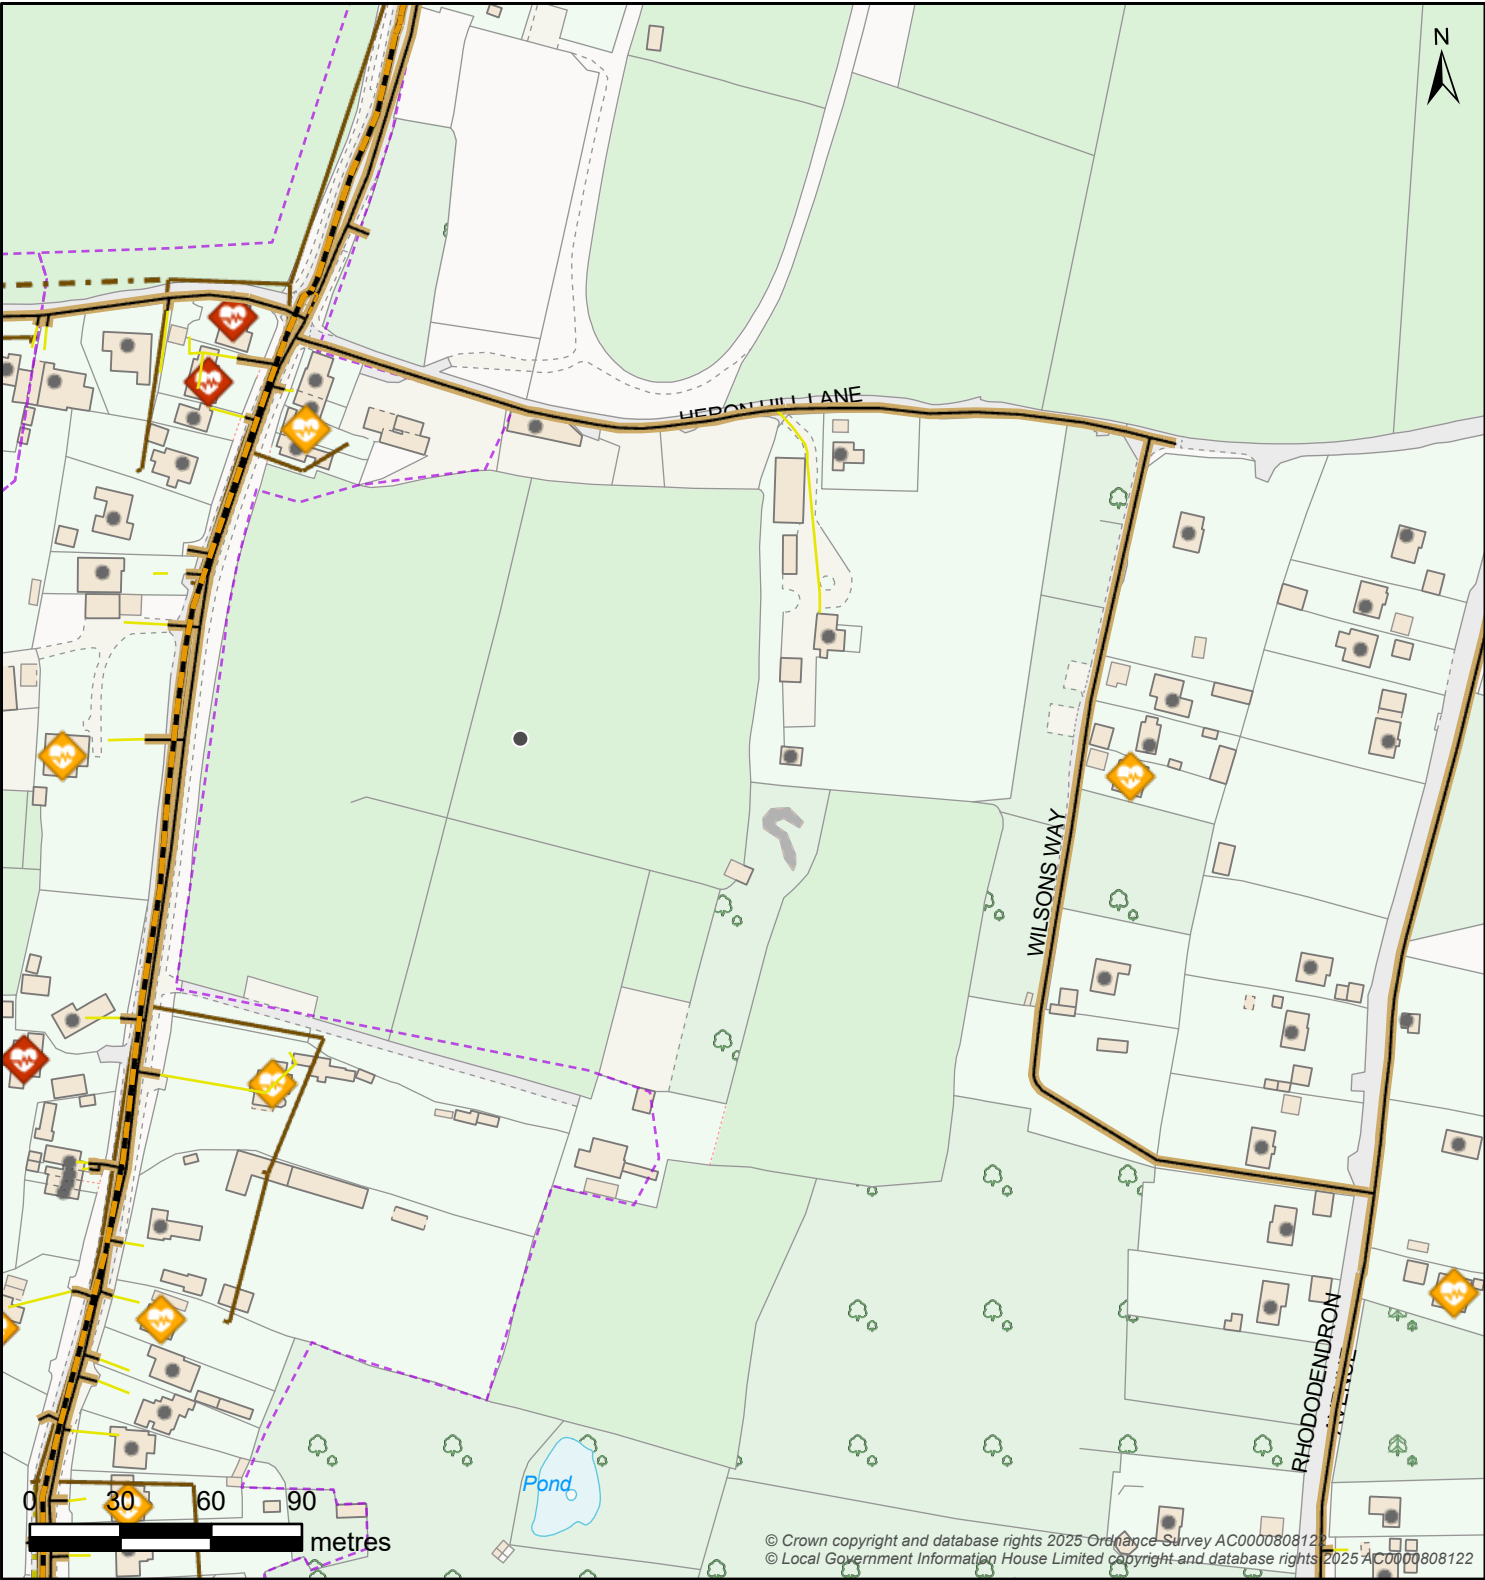 N
HERON HILL LANE
WILSONS WAY
RHODODENDRON
AVENUE
Pond
0 30 60 90
metres
© Crown copyright and database rights 2025 Ordnance Survey AC0000808122
© Local Government Information House Limited copyright and database rights 2025 AC0000808122